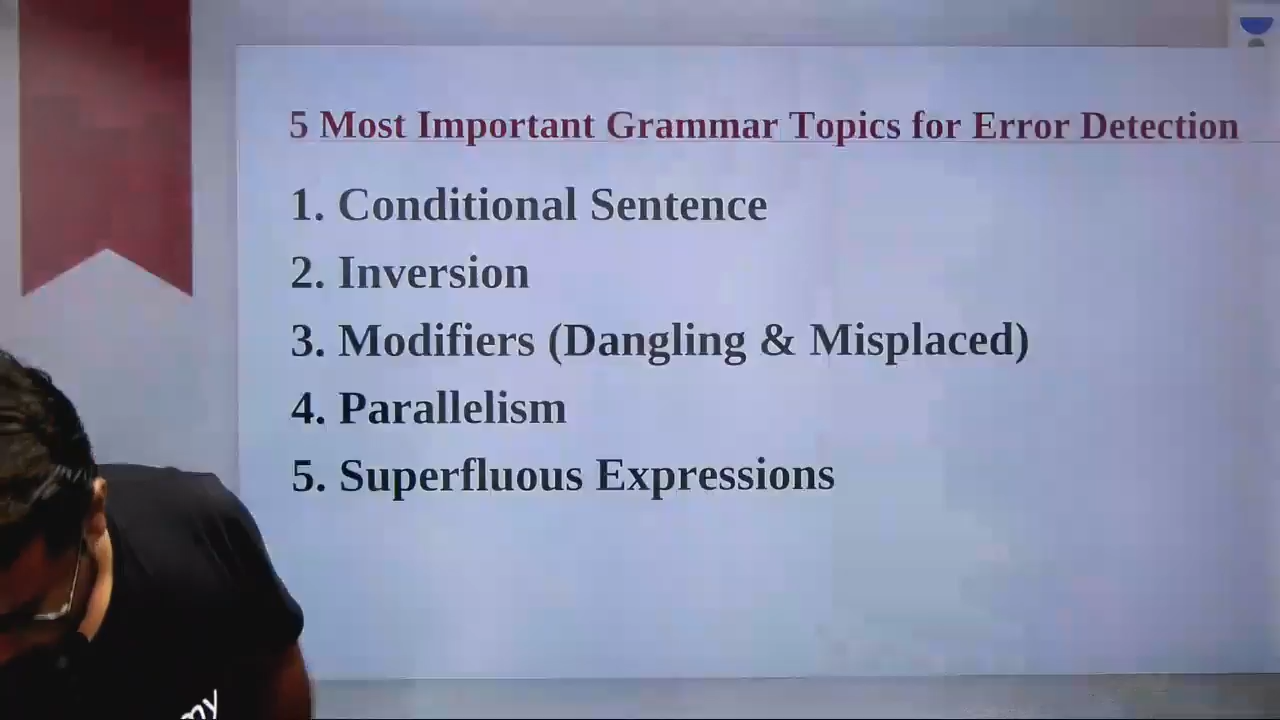 5 Most Important Grammar Topics for Error Detection
1. Conditional Sentence
2. Inversion
3. Modifiers (Dangling & Misplaced)
4. Parallelism
5. Superfluous Expressions
my